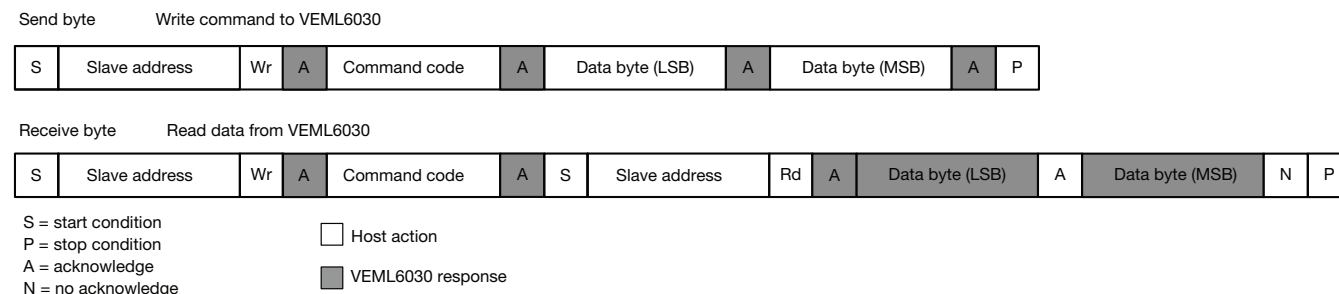 Send byte Write command to VEML6030
S Slave address Wr A Command code A Data byte (LSB) A Data byte (MSB) A P
Receive byte Read data from VEML6030
S Slave address Wr A Command code A S Slave address Rd A Data byte (LSB) A Data byte (MSB) N P
S = start condition
P = stop condition
A = acknowledge
N = no acknowledge
Host action
VEML6030 response